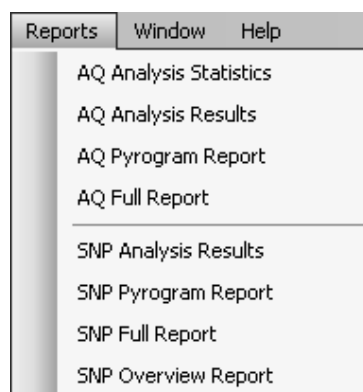 Reports Window Help
AQ Analysis Statistics
AQ Analysis Results
AQ Pyrogram Report
AQ Full Report
SNP Analysis Results
SNP Pyrogram Report
SNP Full Report
SNP Overview Report